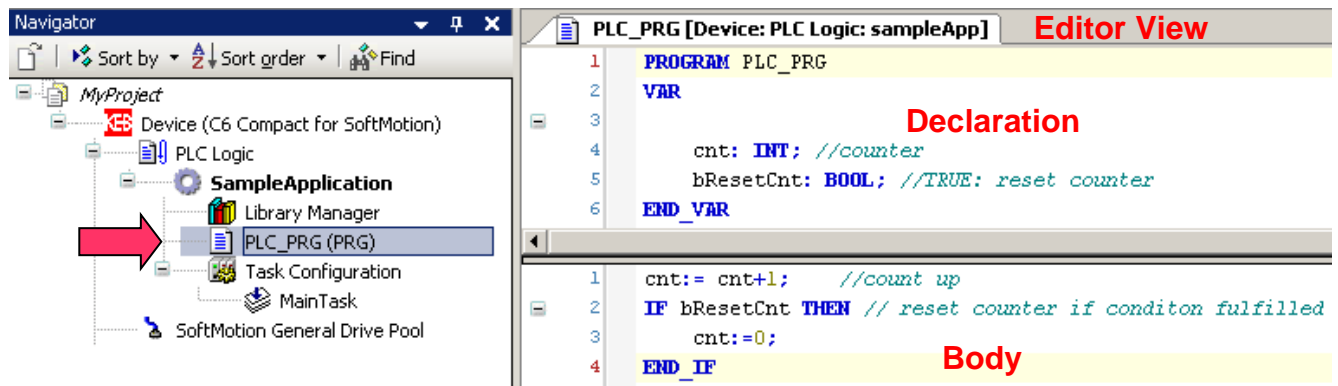 Navigator
Sort by
Sort order
Find
MyProject
KEB Device (C6 Compact for SoftMotion)
PLC Logic
SampleApplication
Library Manager
PLC_PRG (PRG)
Task Configuration
MainTask
SoftMotion General Drive Pool
PLC_PRG [Device: PLC Logic: sampleApp]
Editor View
1 PROGRAM PLC_PRG
2 VAR
3
Declaration
4 cnt: INT; //counter
5 bResetCnt: BOOL; //TRUE: reset counter
6 END_VAR
1 cnt:= cnt+1; //count up
2 IF bResetCnt THEN // reset counter if conditon fulfilled
3 cnt:=0;
4 END_IF
Body